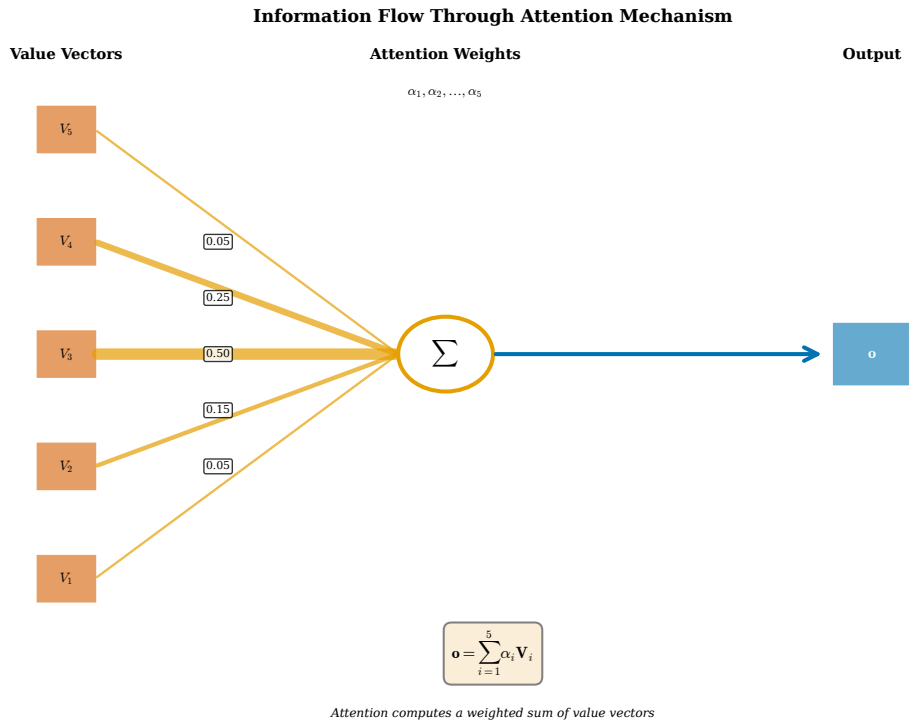 Information Flow Through Attention Mechanism
Value Vectors
Attention Weights
Output
α₁, α₂, ..., α₅
V₅
0.05
V₄
0.25
V₃
0.50
∑
o
0.15
V₂
0.05
V₁
o = ∑_{i=1}^{5} α_i V_i
Attention computes a weighted sum of value vectors